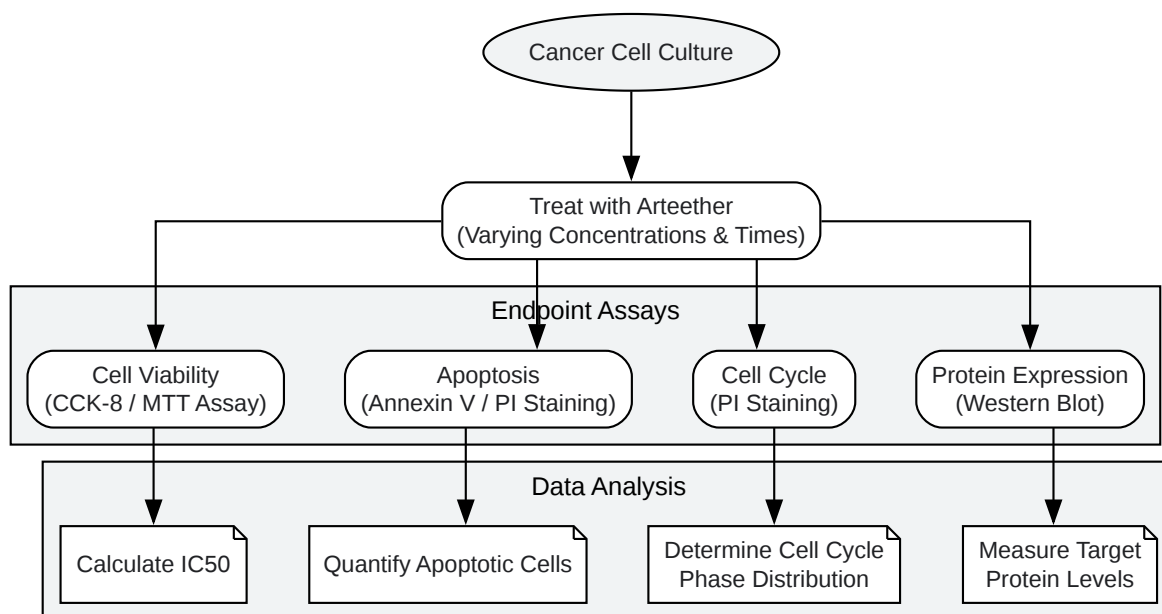 Cancer Cell Culture
Treat with Arteether
(Varying Concentrations & Times)
Endpoint Assays
Cell Viability
(CCK-8 / MTT Assay)
Apoptosis
(Annexin V / PI Staining)
Cell Cycle
(PI Staining)
Protein Expression
(Western Blot)
Data Analysis
Calculate IC50
Quantify Apoptotic Cells
Determine Cell Cycle
Phase Distribution
Measure Target
Protein Levels